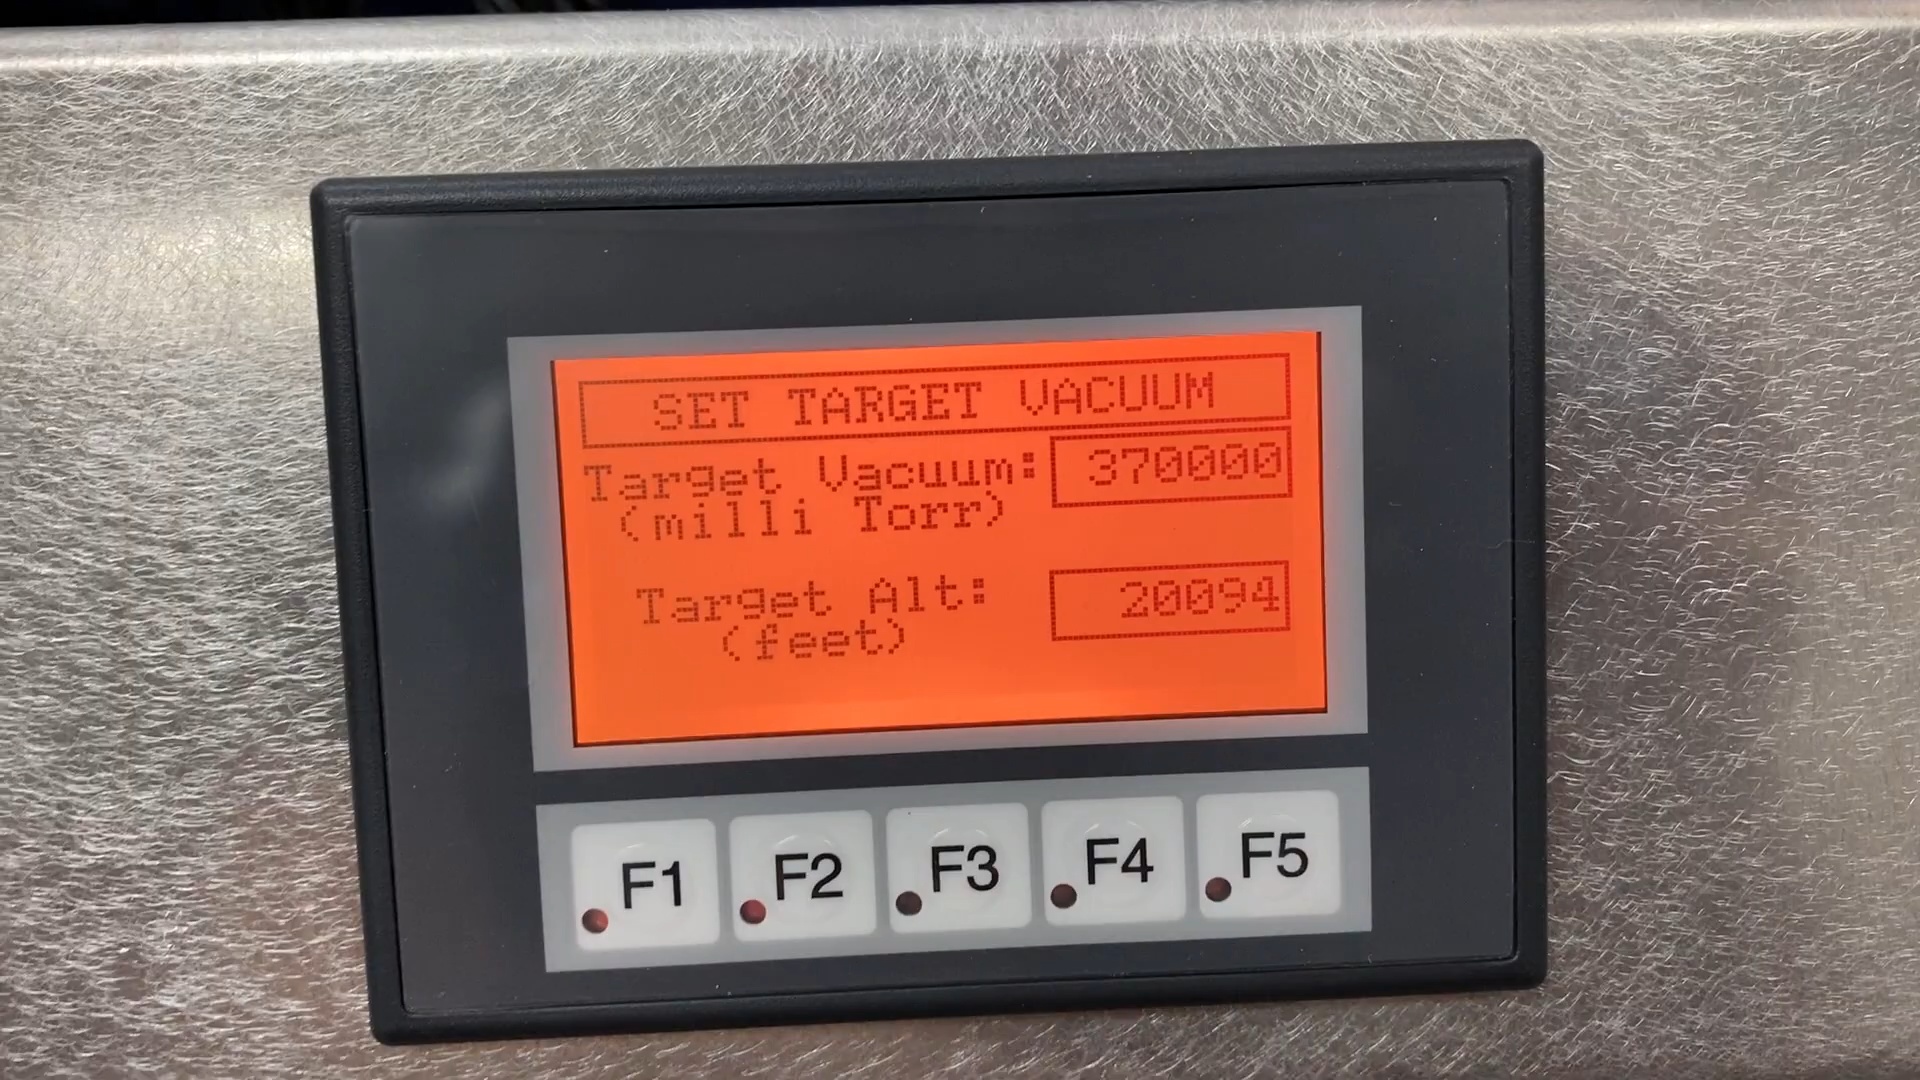 SET TARGET VACUUM
Target Vacuum: 370000
(milli Torr)
Target Alt: 20094
(feet)
F1 F2 F3 F4 F5